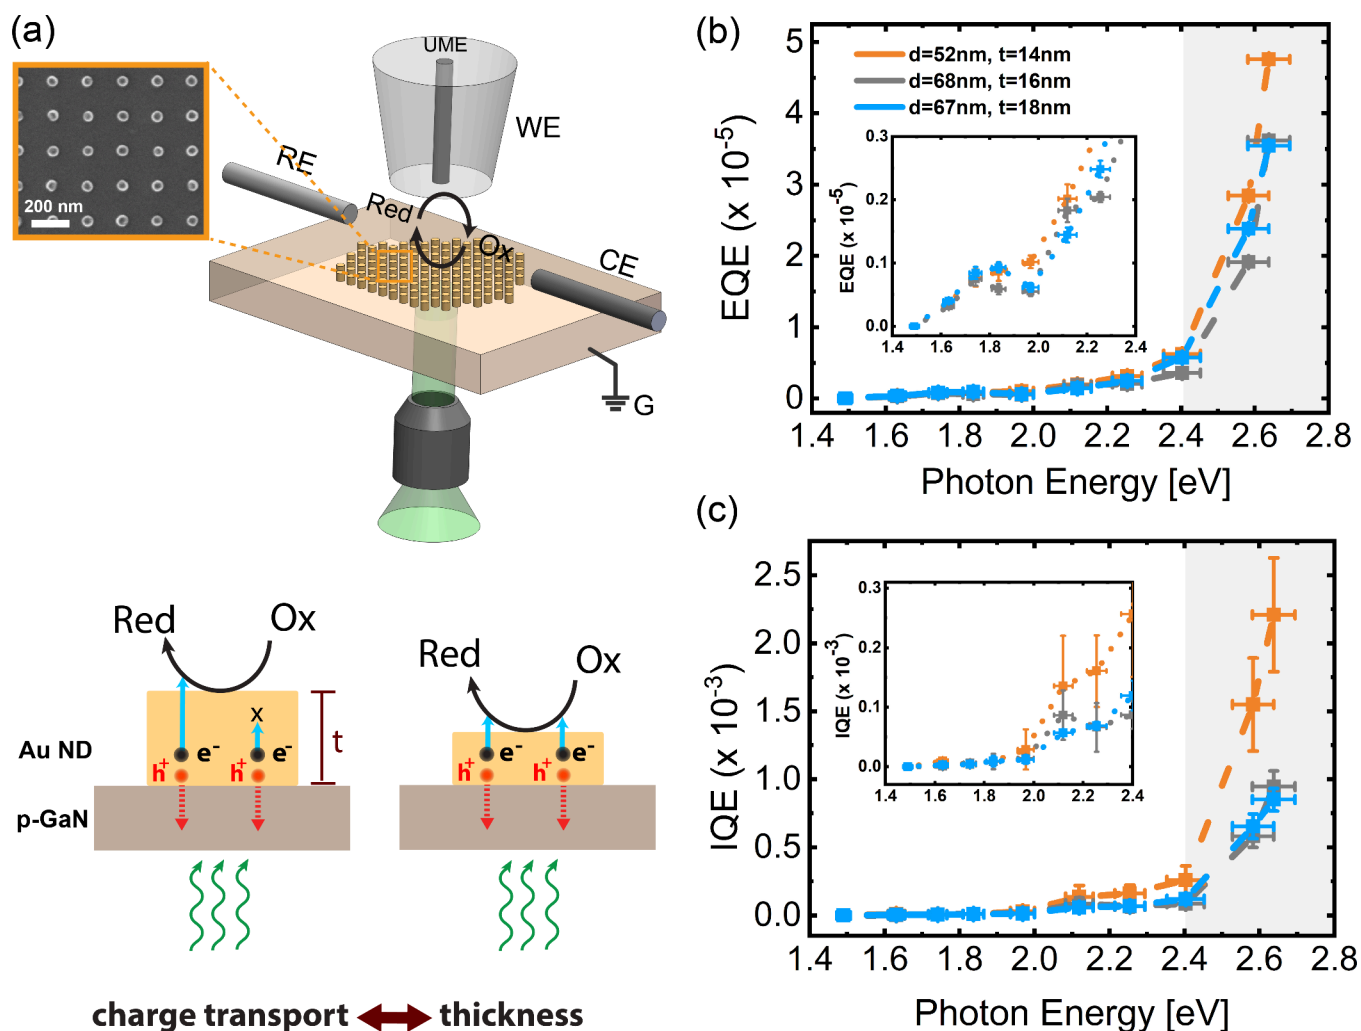 (a)
UME
WE
RE
Red
Ox
CE
G
200 nm
Red
Ox
Red
Ox
x
t
Au ND
e-
e-
e-
e-
h+
h+
h+
h+
p-GaN
charge transport
thickness
(b)
EQE (x 10-5)
5
4
3
2
1
0
d=52nm, t=14nm
d=68nm, t=16nm
d=67nm, t=18nm
EQE (x 10-5)
0.3
0.2
0.1
0.0
1.4 1.6 1.8 2.0 2.2 2.4
1.4 1.6 1.8 2.0 2.2 2.4 2.6 2.8
Photon Energy [eV]
(c)
IQE (x 10-3)
2.5
2.0
1.5
1.0
0.5
0.0
IQE (x 10-3)
0.3
0.2
0.1
0.0
1.4 1.6 1.8 2.0 2.2 2.4
1.4 1.6 1.8 2.0 2.2 2.4 2.6 2.8
Photon Energy [eV]